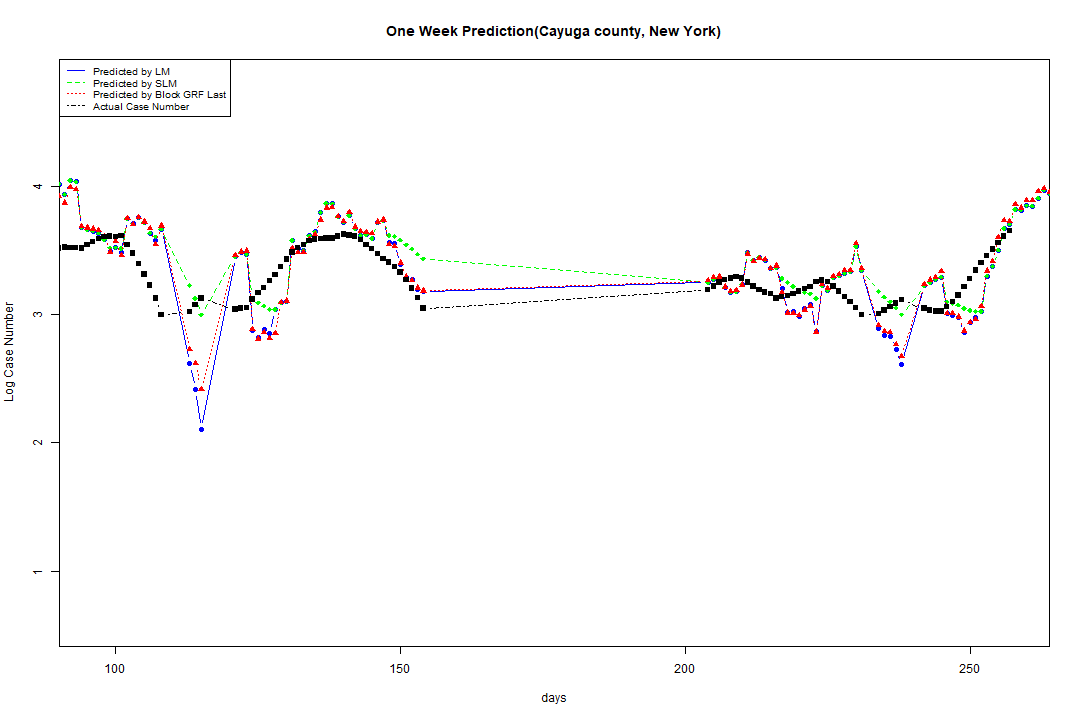 One Week Prediction(Cayuga county, New York)
Predicted by LM
Predicted by SLM
Predicted by Block GRF Last
Actual Case Number
4
3
2
1
Log Case Number
100 150 200 250
days